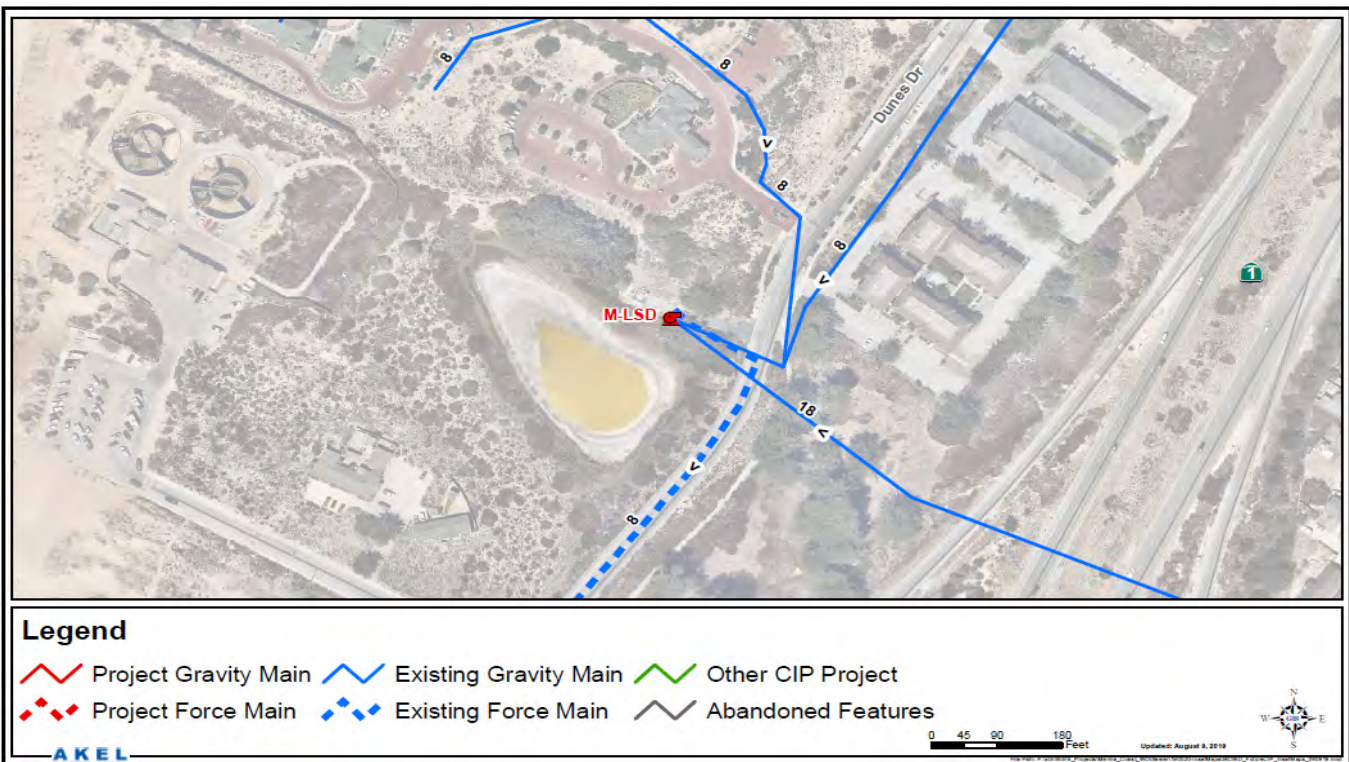 8
8
Dunes Dr
V
8
8
1
V
M-LSD
18
V
V
8
Legend
Project Gravity Main
Existing Gravity Main
Other CIP Project
Project Force Main
Existing Force Main
Abandoned Features
N
W GIS E
S
0 45 90 180
Feet
Updated: August 9, 2019
AKEL